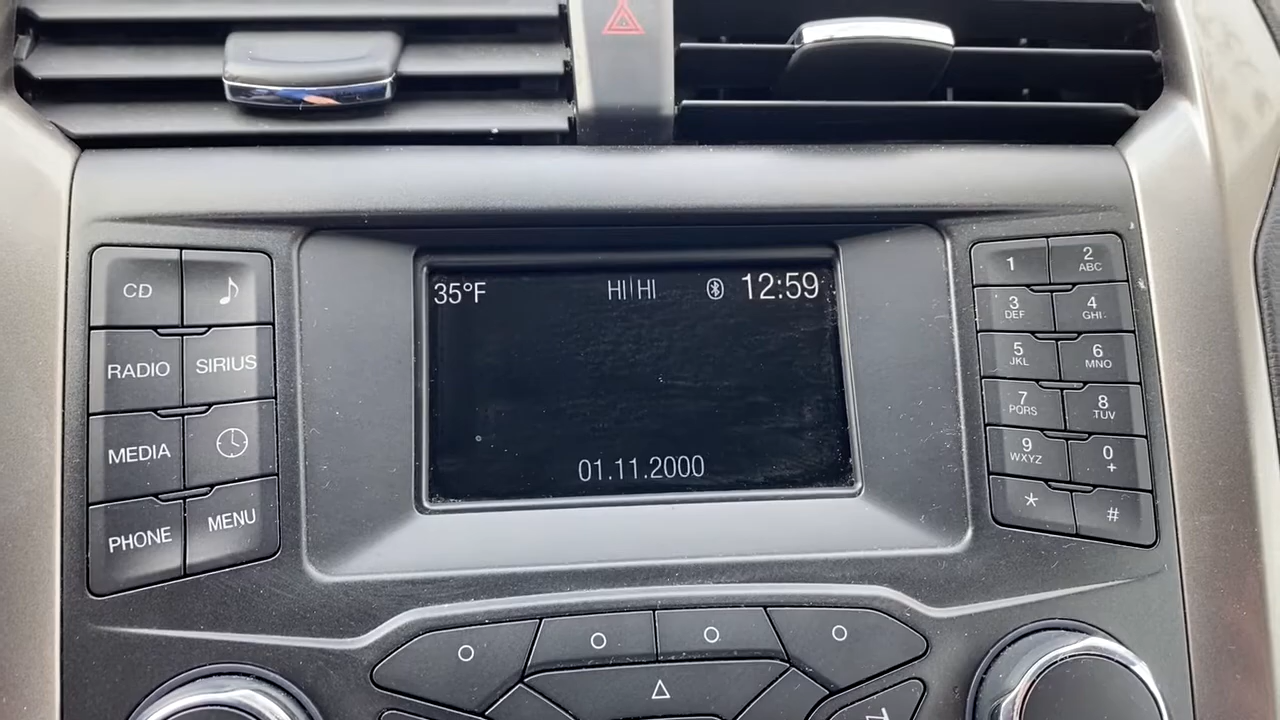 35°F HI HI 12:59
01.11.2000
CD
RADIO SIRIUS
MEDIA
PHONE MENU
1 2 ABC
3 DEF 4 GHI
5 JKL 6 MNO
7 PQRS 8 TUV
9 WXYZ 0 +
* #